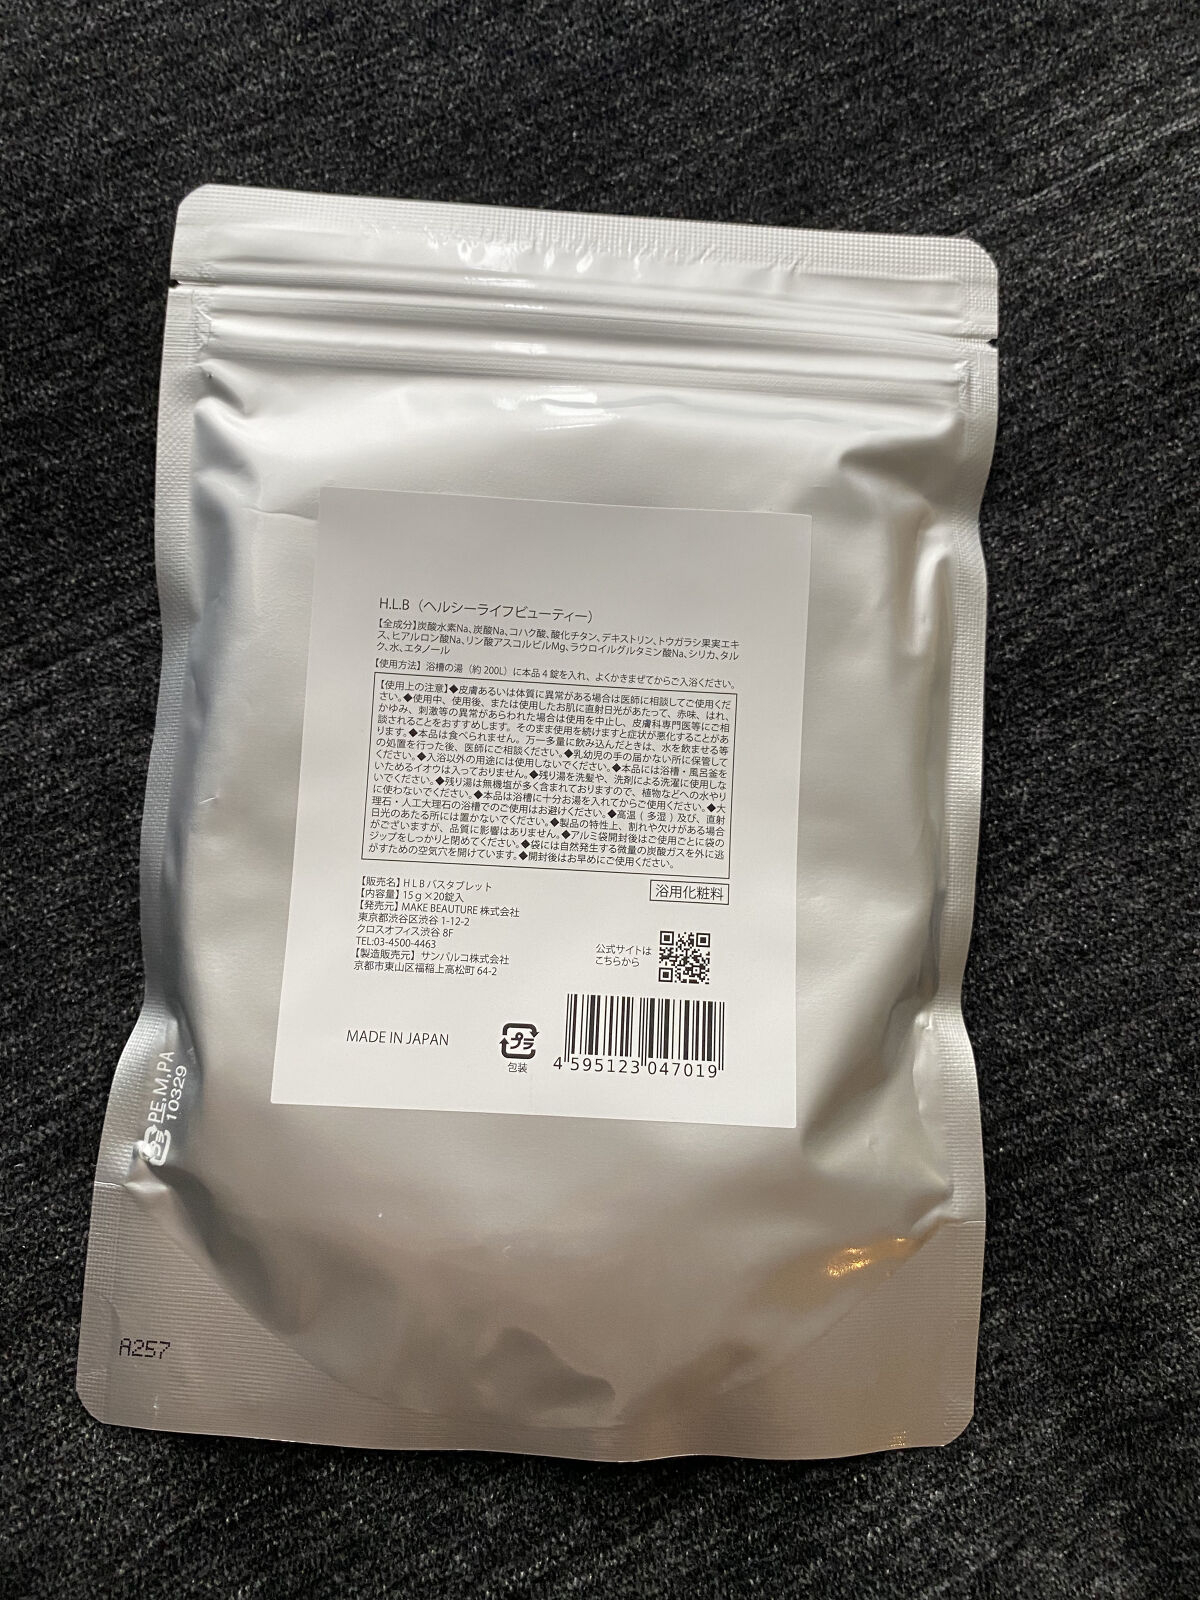 H.L.B（ヘルシーライフビューティー）
【全成分】炭酸水素Na、炭酸Na、コハク酸、酸化チタン、デキストリン、トウガラシ果実エキ
ス、ヒアルロン酸Na、リン酸アスコルビルMg、ラウロイルグルタミン酸Na、シリカ、タル
ク、水、エタノール
【使用方法】浴槽の湯（約 200L）に本品 4 錠を入れ、よくかきまぜてからご入浴ください。
【使用上の注意】◆皮膚あるいは体質に異常がある場合は医師に相談してご使用くだ
さい。◆使用中、使用後、または使用したお肌に直射日光があたって、赤味、はれ、
かゆみ、刺激等の異常があらわれた場合は使用を中止し、皮膚科専門医等にご相
談されることをおすすめします。そのまま使用を続けますと症状が悪化することがあ
ります。◆本品は食べられません。万一多量に飲み込んだときは、水を飲ませる等
の処置を行った後、医師にご相談ください。◆乳幼児の手の届かない所に保管して
ください。◆入浴以外の用途には使用しないでください。◆本品には浴槽・風呂釜を
いためるイオウは入っておりません。◆残り湯を洗髪や、洗剤による洗濯に使用しな
いでください。◆残り湯は無機塩が多く含まれておりますので、植物などへの水やり
に使わないでください。◆本品は浴槽に十分お湯を入れてからご使用ください。◆大
理石・人工大理石の浴槽でのご使用はお避けください。◆高温 ( 多湿 ) 及び、直射
日光のあたる所には置かないでください。◆製品の特性上、割れや欠けがある場合
がございますが、品質に影響はありません。◆アルミ袋開封後はご使用ごとに袋の
ジップをしっかりと閉めてください。◆袋には自然発生する微量の炭酸ガスを外に逃
がすための空気穴を開けています。◆開封後はお早めにご使用ください。
【販売名】H L B バスタブレット
【内容量】15ｇ×20錠入
【発売元】MAKE BEAUTURE 株式会社
東京都渋谷区渋谷 1-12-2
クロスオフィス渋谷 8F
TEL:03-4500-4463
【製造販売元】サンパルコ株式会社
京都市東山区福稲上高松町 64-2
浴用化粧料
公式サイトは
こちらから
MADE IN JAPAN
プラ
包装
4 595123 047019
プラ PE,M,PA
10329
A257